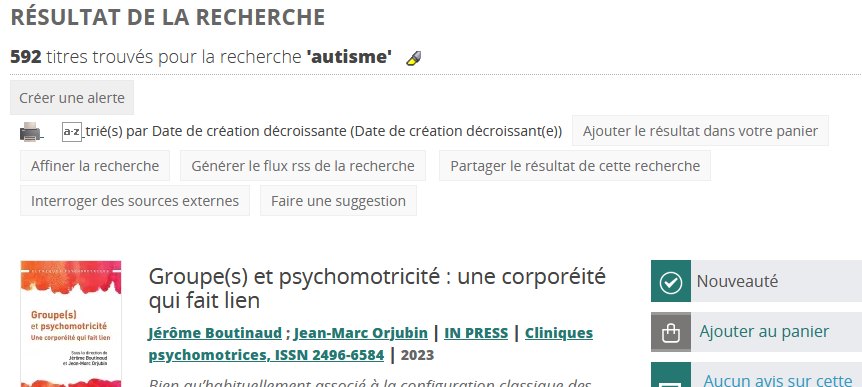 RÉSULTAT DE LA RECHERCHE
592 titres trouvés pour la recherche 'autisme'
Créer une alerte
a-z trié(s) par Date de création décroissante (Date de création décroissant(e)) Ajouter le résultat dans votre panier
Affiner la recherche Générer le flux rss de la recherche Partager le résultat de cette recherche
Interroger des sources externes Faire une suggestion
Groupe(s)
et psychomotricité
Une corporéité qui fait lien
Sous la direction de
Jérôme Boutinaud
et Jean-Marc Orjubin
Groupe(s) et psychomotricité : une corporéité
qui fait lien
Jérôme Boutinaud ; Jean-Marc Orjubin | IN PRESS | Cliniques
psychomotrices, ISSN 2496-6584 | 2023
Bien qu'habituellement associé à la configuration classique des
Nouveauté
Ajouter au panier
Aucun avis sur cette